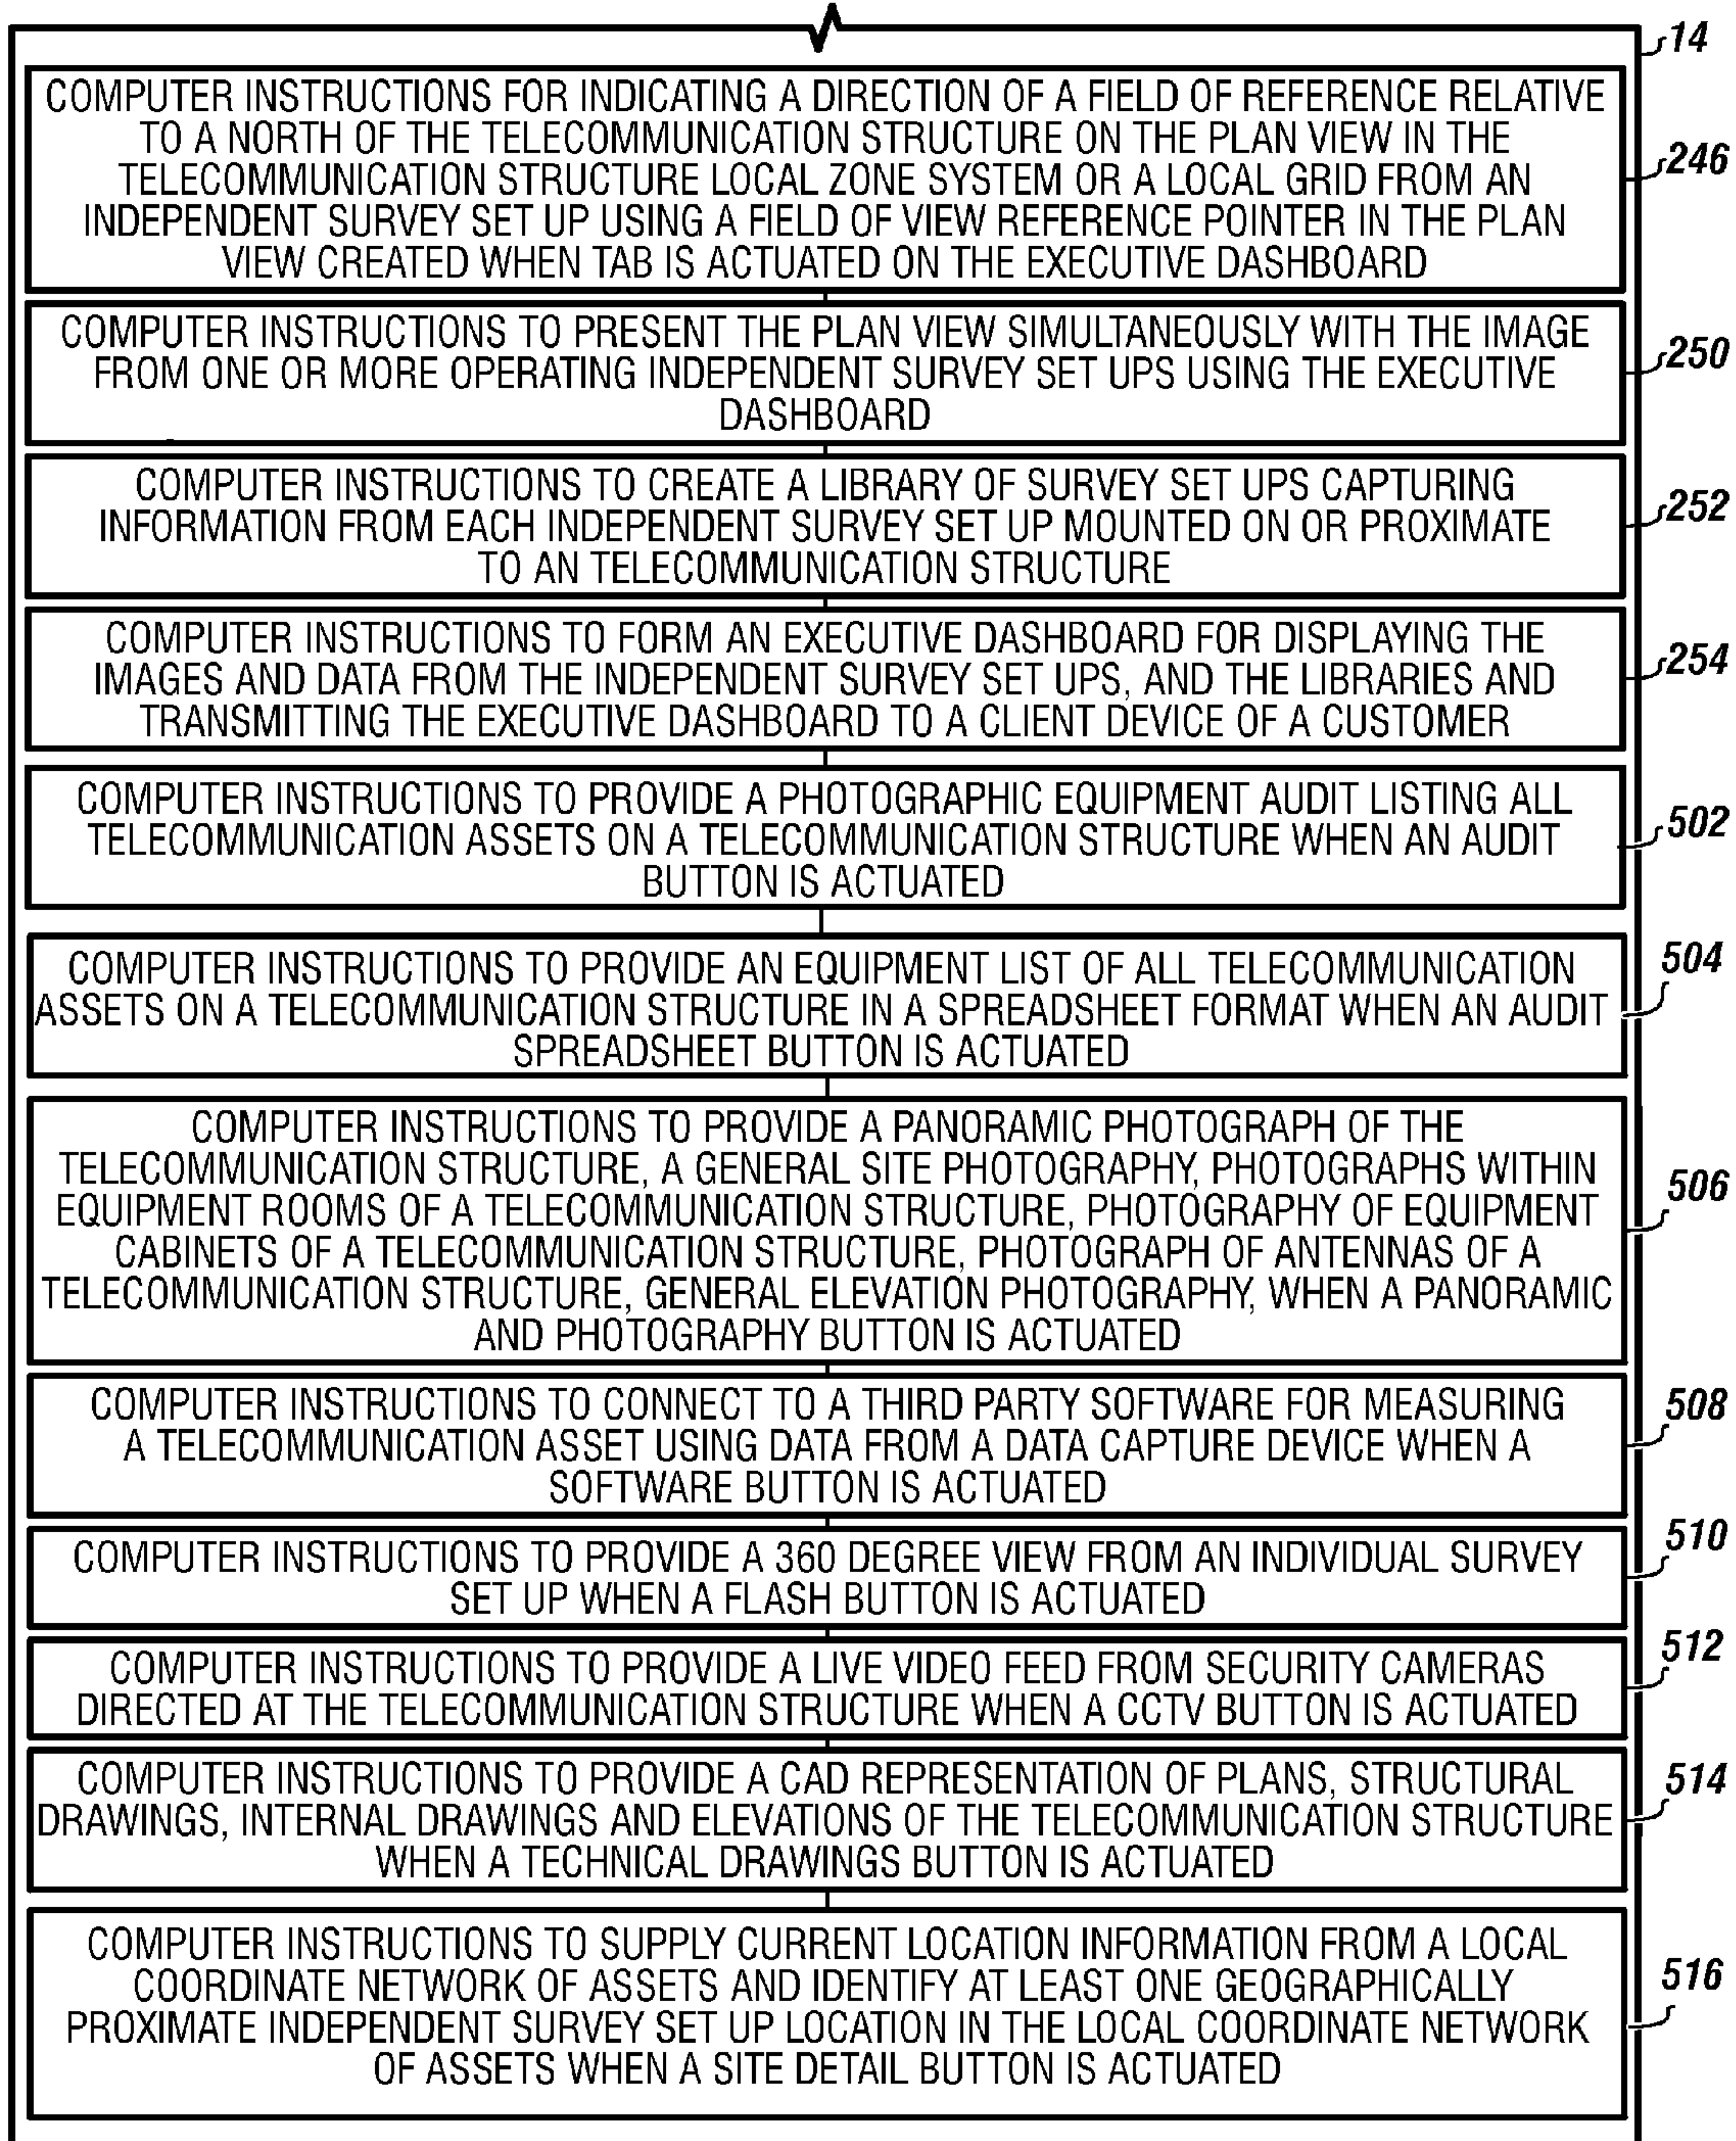 14
COMPUTER INSTRUCTIONS FOR INDICATING A DIRECTION OF A FIELD OF REFERENCE RELATIVE
TO A NORTH OF THE TELECOMMUNICATION STRUCTURE ON THE PLAN VIEW IN THE
TELECOMMUNICATION STRUCTURE LOCAL ZONE SYSTEM OR A LOCAL GRID FROM AN
INDEPENDENT SURVEY SET UP USING A FIELD OF VIEW REFERENCE POINTER IN THE PLAN
VIEW CREATED WHEN TAB IS ACTUATED ON THE EXECUTIVE DASHBOARD
246
COMPUTER INSTRUCTIONS TO PRESENT THE PLAN VIEW SIMULTANEOUSLY WITH THE IMAGE
FROM ONE OR MORE OPERATING INDEPENDENT SURVEY SET UPS USING THE EXECUTIVE
DASHBOARD
250
COMPUTER INSTRUCTIONS TO CREATE A LIBRARY OF SURVEY SET UPS CAPTURING
INFORMATION FROM EACH INDEPENDENT SURVEY SET UP MOUNTED ON OR PROXIMATE
TO AN TELECOMMUNICATION STRUCTURE
252
COMPUTER INSTRUCTIONS TO FORM AN EXECUTIVE DASHBOARD FOR DISPLAYING THE
IMAGES AND DATA FROM THE INDEPENDENT SURVEY SET UPS, AND THE LIBRARIES AND
TRANSMITTING THE EXECUTIVE DASHBOARD TO A CLIENT DEVICE OF A CUSTOMER
254
COMPUTER INSTRUCTIONS TO PROVIDE A PHOTOGRAPHIC EQUIPMENT AUDIT LISTING ALL
TELECOMMUNICATION ASSETS ON A TELECOMMUNICATION STRUCTURE WHEN AN AUDIT
BUTTON IS ACTUATED
502
COMPUTER INSTRUCTIONS TO PROVIDE AN EQUIPMENT LIST OF ALL TELECOMMUNICATION
ASSETS ON A TELECOMMUNICATION STRUCTURE IN A SPREADSHEET FORMAT WHEN AN AUDIT
SPREADSHEET BUTTON IS ACTUATED
504
COMPUTER INSTRUCTIONS TO PROVIDE A PANORAMIC PHOTOGRAPH OF THE
TELECOMMUNICATION STRUCTURE, A GENERAL SITE PHOTOGRAPHY, PHOTOGRAPHS WITHIN
EQUIPMENT ROOMS OF A TELECOMMUNICATION STRUCTURE, PHOTOGRAPHY OF EQUIPMENT
CABINETS OF A TELECOMMUNICATION STRUCTURE, PHOTOGRAPH OF ANTENNAS OF A
TELECOMMUNICATION STRUCTURE, GENERAL ELEVATION PHOTOGRAPHY, WHEN A PANORAMIC
AND PHOTOGRAPHY BUTTON IS ACTUATED
506
COMPUTER INSTRUCTIONS TO CONNECT TO A THIRD PARTY SOFTWARE FOR MEASURING
A TELECOMMUNICATION ASSET USING DATA FROM A DATA CAPTURE DEVICE WHEN A
SOFTWARE BUTTON IS ACTUATED
508
COMPUTER INSTRUCTIONS TO PROVIDE A 360 DEGREE VIEW FROM AN INDIVIDUAL SURVEY
SET UP WHEN A FLASH BUTTON IS ACTUATED
510
COMPUTER INSTRUCTIONS TO PROVIDE A LIVE VIDEO FEED FROM SECURITY CAMERAS
DIRECTED AT THE TELECOMMUNICATION STRUCTURE WHEN A CCTV BUTTON IS ACTUATED
512
COMPUTER INSTRUCTIONS TO PROVIDE A CAD REPRESENTATION OF PLANS, STRUCTURAL
DRAWINGS, INTERNAL DRAWINGS AND ELEVATIONS OF THE TELECOMMUNICATION STRUCTURE
WHEN A TECHNICAL DRAWINGS BUTTON IS ACTUATED
514
COMPUTER INSTRUCTIONS TO SUPPLY CURRENT LOCATION INFORMATION FROM A LOCAL
COORDINATE NETWORK OF ASSETS AND IDENTIFY AT LEAST ONE GEOGRAPHICALLY
PROXIMATE INDEPENDENT SURVEY SET UP LOCATION IN THE LOCAL COORDINATE NETWORK
OF ASSETS WHEN A SITE DETAIL BUTTON IS ACTUATED
516